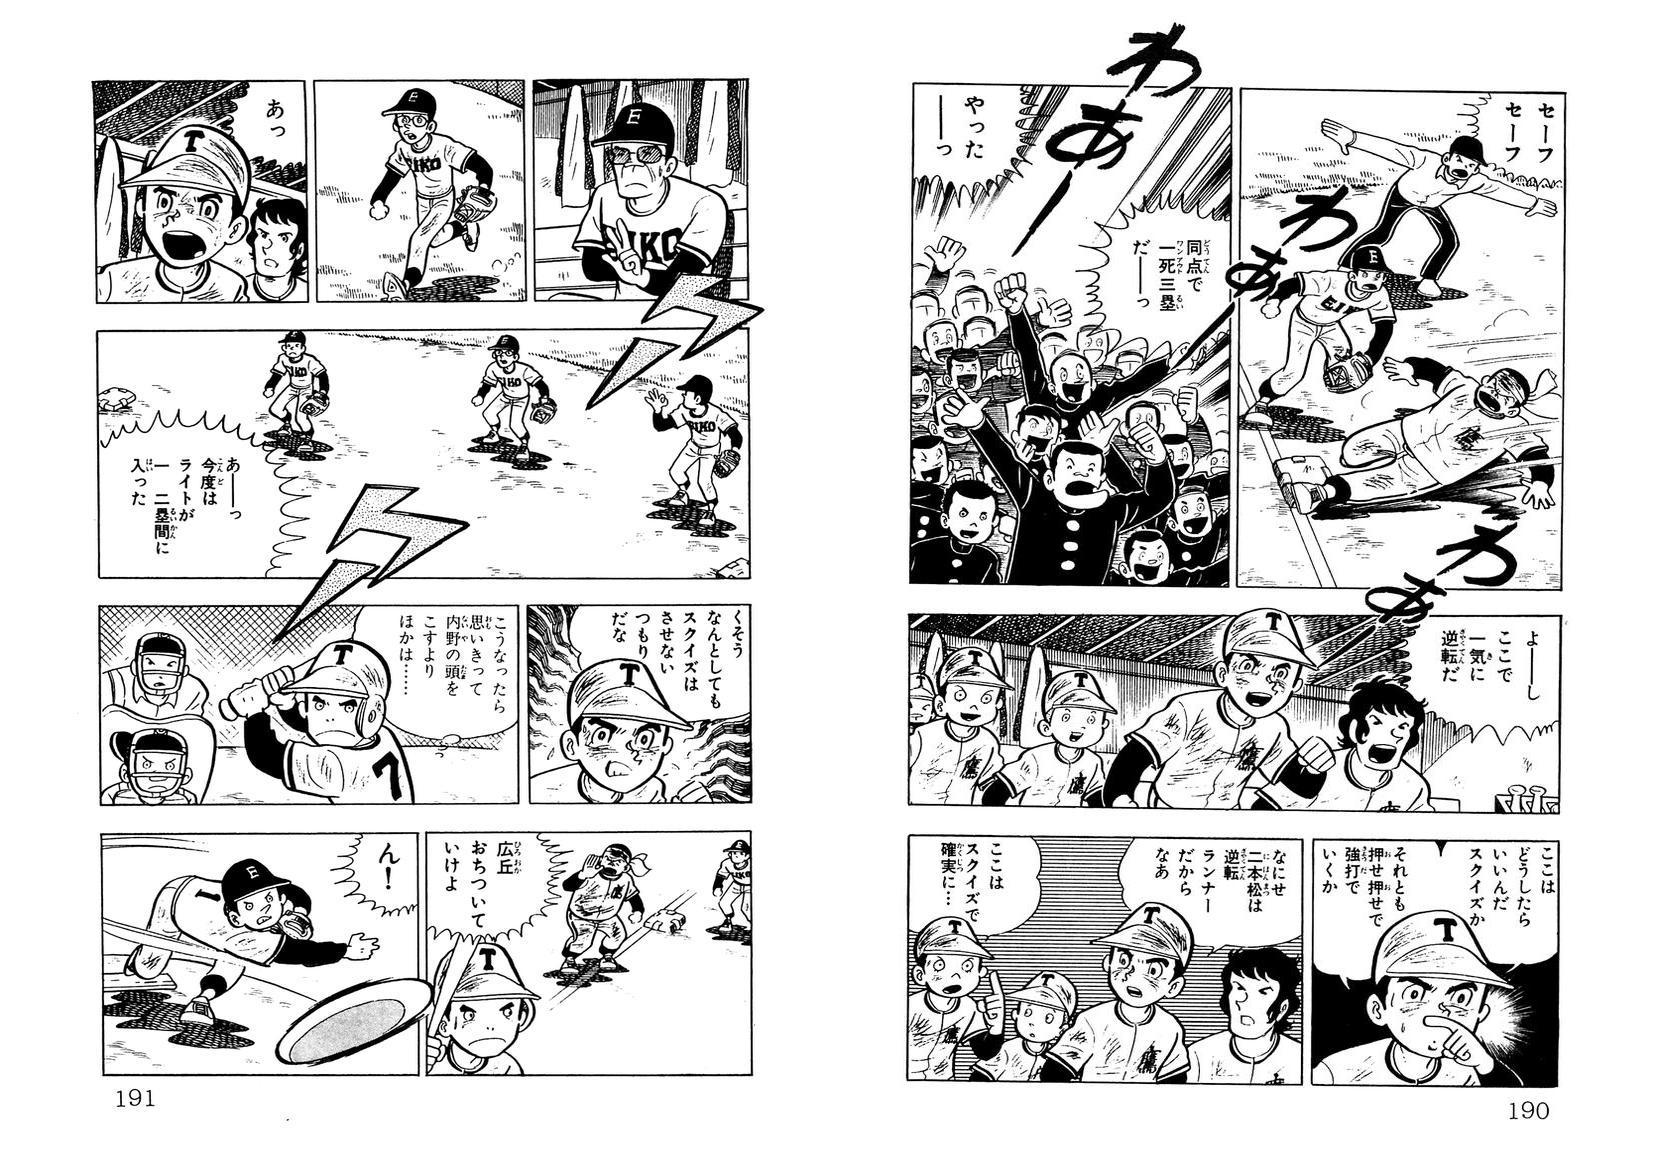 セーフ
セーフ
わあ
わあ
わあー
やった
――っ
同点で
一死三塁
だ――っ
よ――し
ここで
一気に
逆転だ
ここは
どうしたら
いいんだ
スクイズか
それとも
押せ押せで
強打で
いくか
なにせ
二本松は
逆転
ランナー
だから
なあ
ここは
スクイズで
確実に…
190
あっ
あ――っ
今度は
ライトが
一 二塁間に
入った
くそう
なんとしても
スクイズは
させない
つもり
だな
こうなったら
思いきって
内野の頭を
こすより
ほかは……
広丘
おちついて
いけよ
ん!
191
T
E
EIKO
鷹
7
1